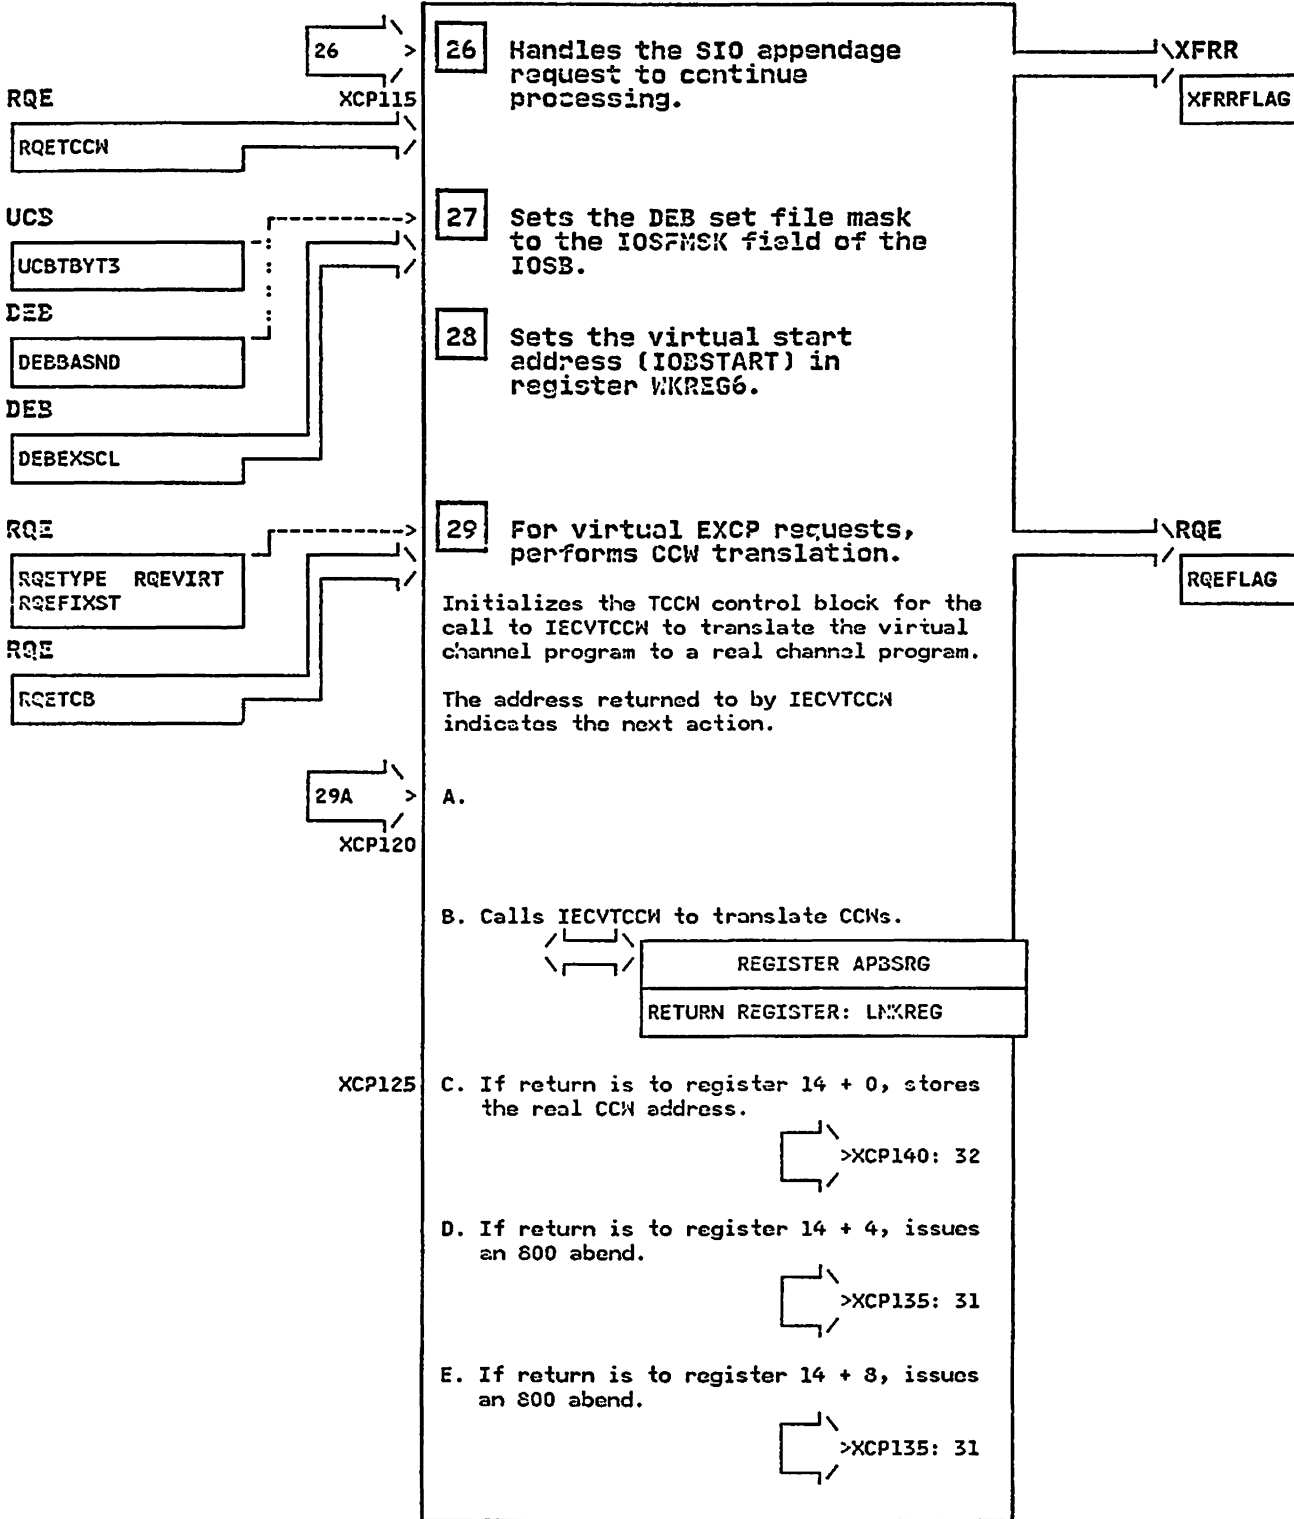 26
26 Handles the SIO appendage
request to continue
processing.
XFRR
XFRRFLAG
RQE
XCP115
RQETCCW
UCB
UCBTBYT3
DEB
DEBBASND
DEB
DEBEXSCL
27 Sets the DEB set file mask
to the IOSFMSK field of the
IOSB.
28 Sets the virtual start
address (IOBSTART) in
register WKREG6.
RQE
RQETYPE RQEVIRT
RQEFIXST
RQE
RQETCB
29 For virtual EXCP requests,
performs CCW translation.
RQE
RQEFLAG
Initializes the TCCW control block for the
call to IECVTCCW to translate the virtual
channel program to a real channel program.
The address returned to by IECVTCCW
indicates the next action.
29A
A.
XCP120
B. Calls IECVTCCW to translate CCWs.
REGISTER APBSRG
RETURN REGISTER: LNKREG
XCP125
C. If return is to register 14 + 0, stores
the real CCW address.
>XCP140: 32
D. If return is to register 14 + 4, issues
an 800 abend.
>XCP135: 31
E. If return is to register 14 + 8, issues
an 800 abend.
>XCP135: 31